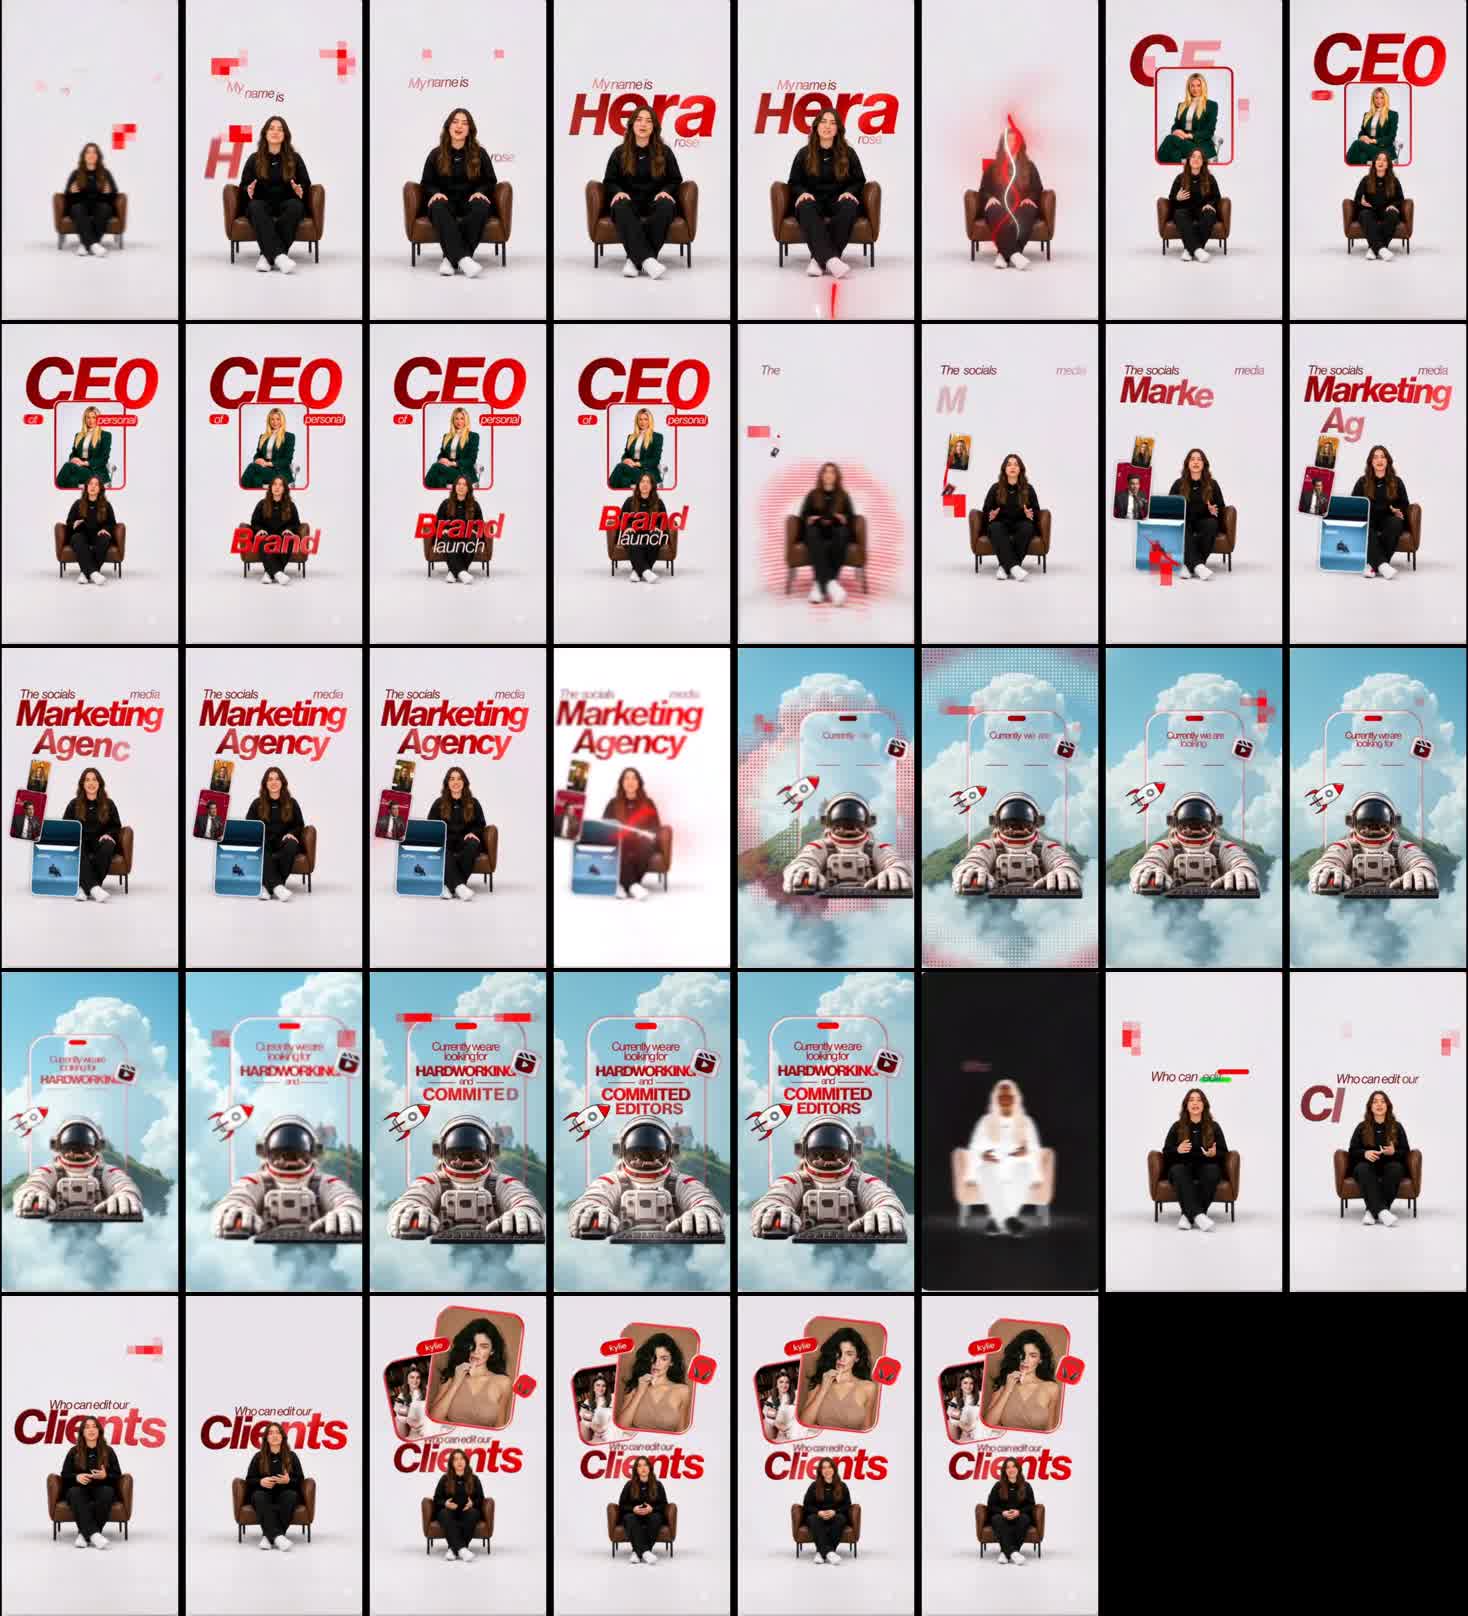 My name is
H
My name is
rose
My name is
Hera
rose
My name is
Hera
rose
CE
CEO
CEO
of personal
CEO
of personal
Brand
CEO
of personal
Brand
launch
CEO
of personal
Brand
launch
The
The socials media
M
The socials media
Marke
The socials media
Marketing
Ag
The socials media
Marketing
Agenc
The socials media
Marketing
Agency
The socials media
Marketing
Agency
The socials media
Marketing
Agency
Currently
Currently we are
Currently we are
looking
Currently we are
looking for
Currently we are
looking for
HARDWORKING
Currently we are
looking for
HARDWORKING
and
Currently we are
looking for
HARDWORKING
and
COMMITED
Currently we are
looking for
HARDWORKING
and
COMMITED
EDITORS
Currently we are
looking for
HARDWORKING
and
COMMITED
EDITORS
Who can edit
Who can edit our
Cl
Who can edit our
Clients
Who can edit our
Clients
kylie
Who can edit our
Clients
kylie
Who can edit our
Clients
kylie
Who can edit our
Clients
kylie
Who can edit our
Clients